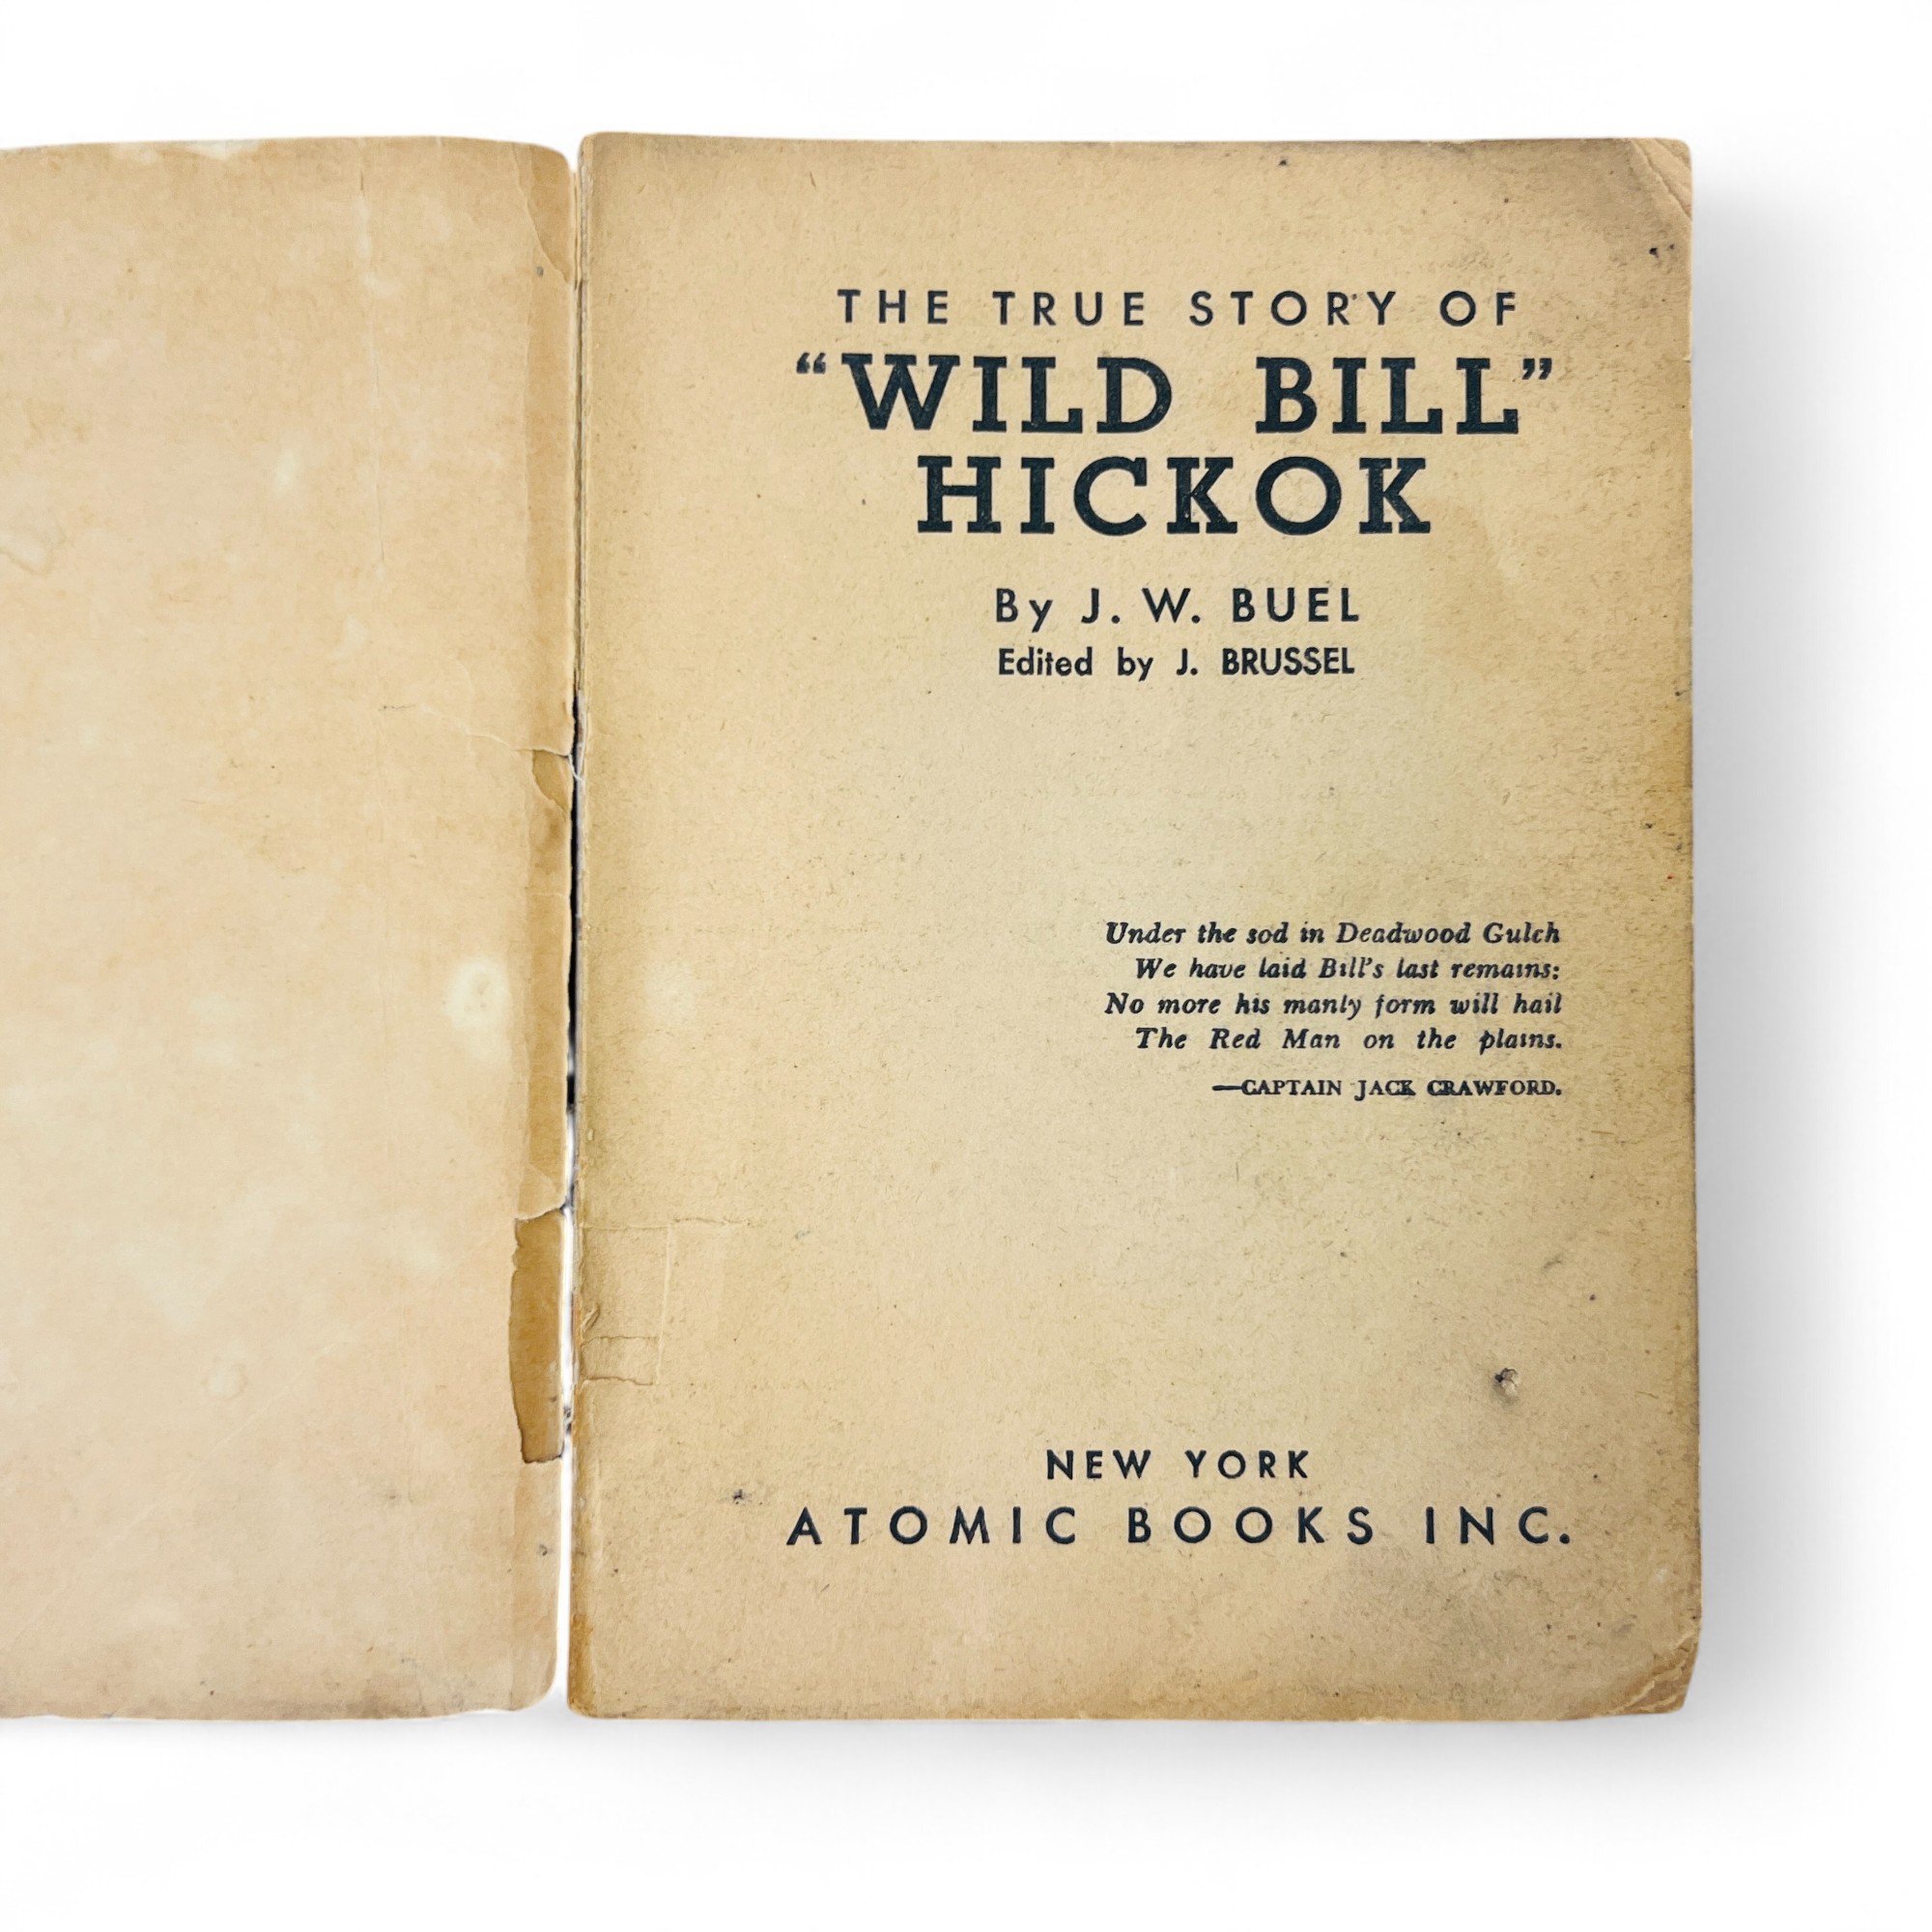 THE TRUE STORY OF
“WILD BILL”
HICKOK
By J. W. BUEL
Edited by J. BRUSSEL
Under the sod in Deadwood Gulch
We have laid Bill’s last remains;
No more his manly form will hail
The Red Man on the plains.
—CAPTAIN JACK CRAWFORD.
NEW YORK
ATOMIC BOOKS INC.